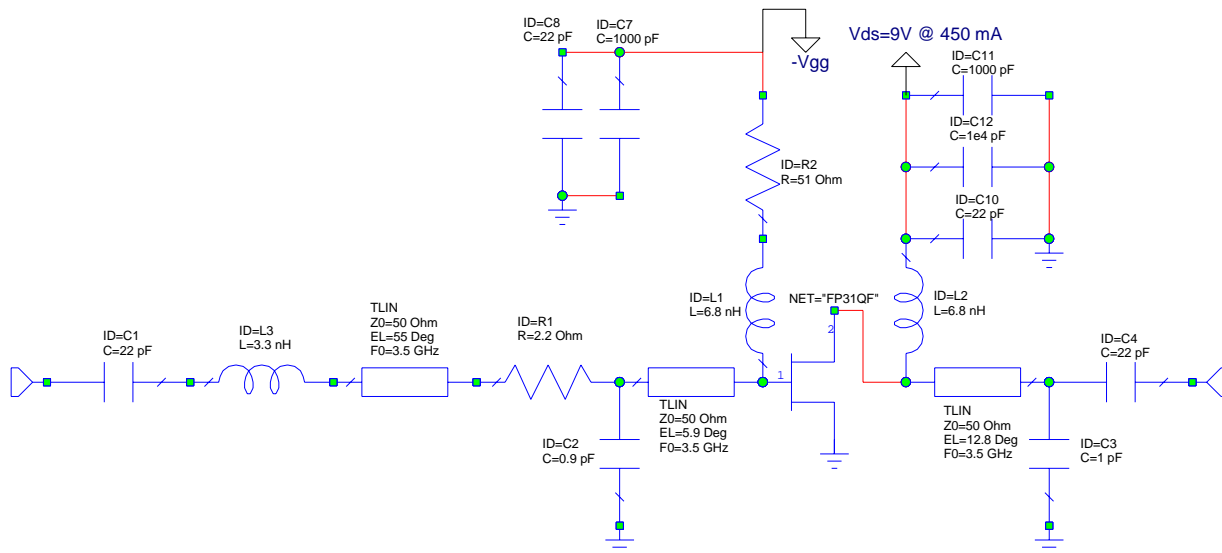 ID=C8
C=22 pF
ID=C7
C=1000 pF
-Vgg
Vds=9V @ 450 mA
ID=C11
C=1000 pF
ID=C12
C=1e4 pF
ID=R2
R=51 Ohm
ID=C10
C=22 pF
ID=L1
L=6.8 nH
NET="FP31QF"
ID=L2
L=6.8 nH
2
1
ID=C1
C=22 pF
ID=L3
L=3.3 nH
TLIN
Z0=50 Ohm
EL=55 Deg
F0=3.5 GHz
ID=R1
R=2.2 Ohm
ID=C4
C=22 pF
TLIN
Z0=50 Ohm
EL=5.9 Deg
F0=3.5 GHz
TLIN
Z0=50 Ohm
EL=12.8 Deg
F0=3.5 GHz
ID=C2
C=0.9 pF
ID=C3
C=1 pF